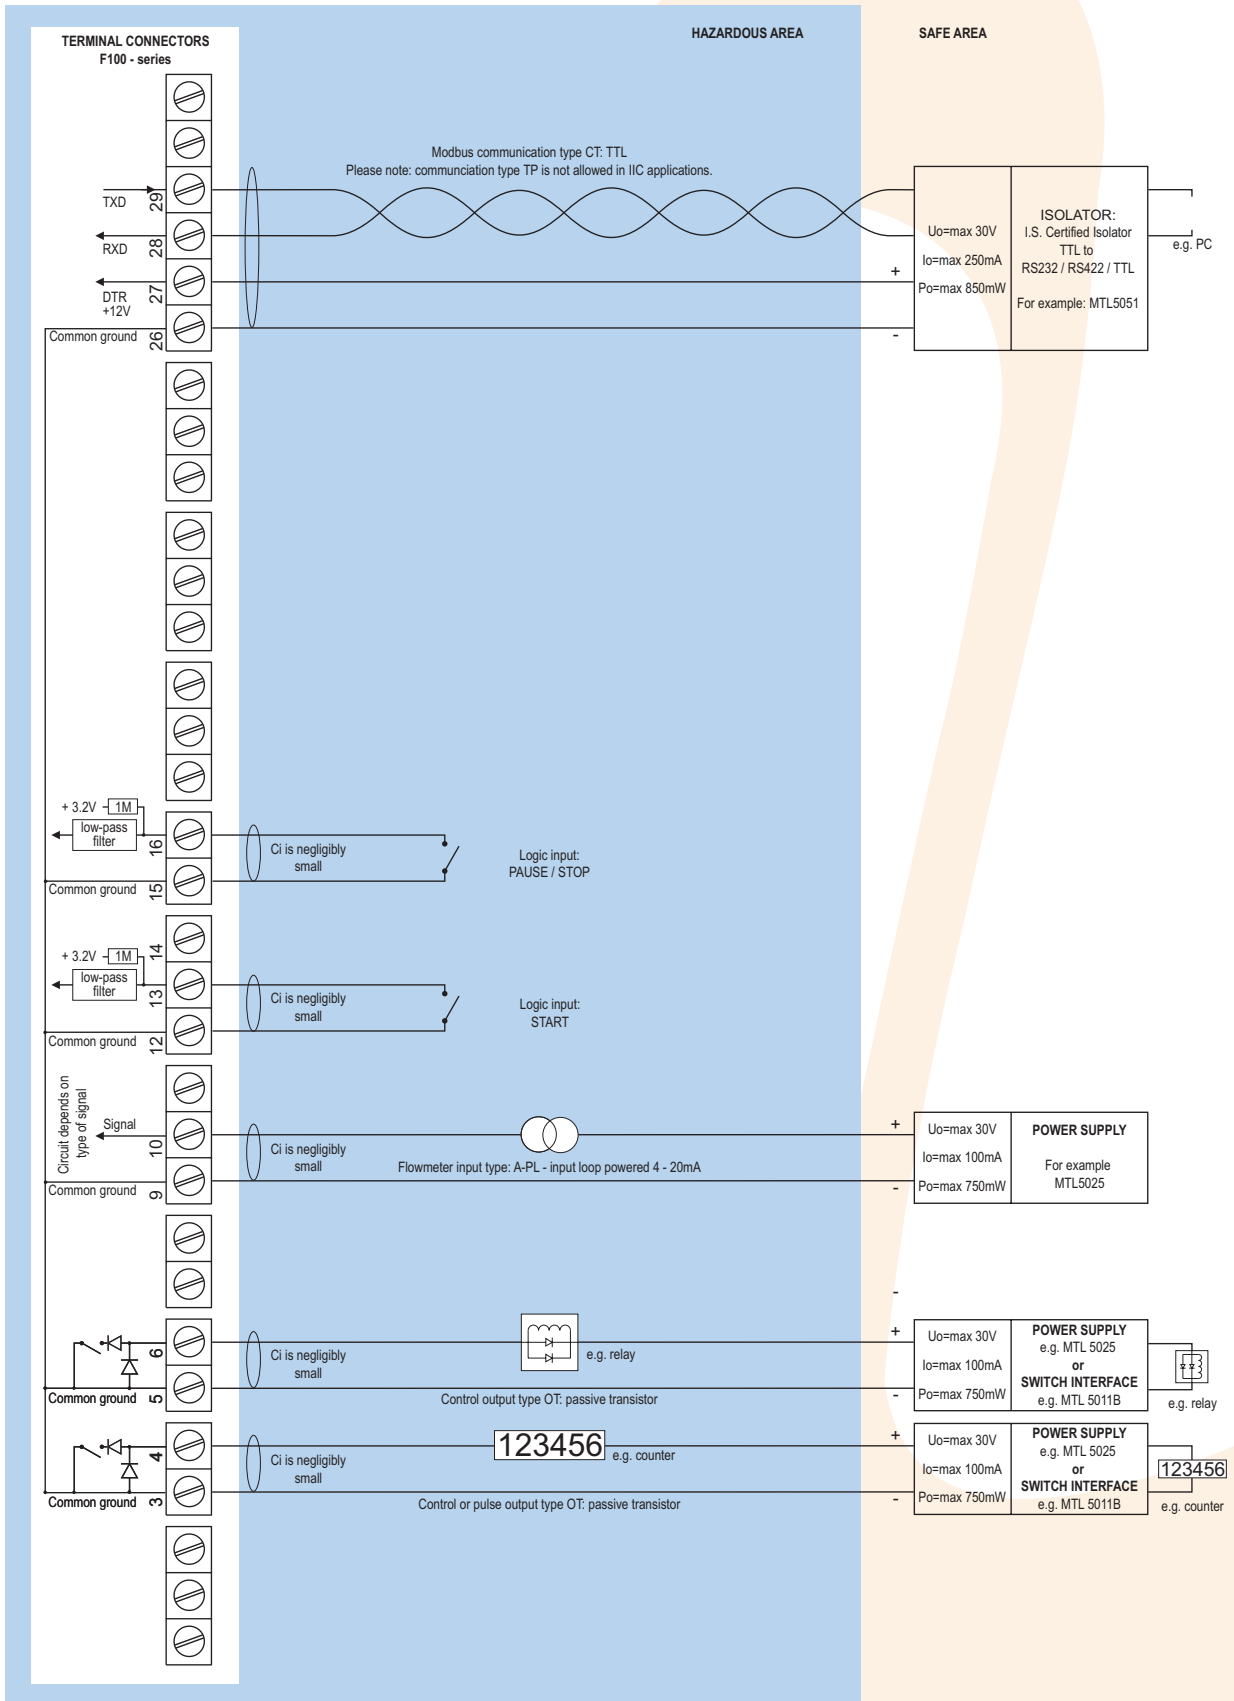 TERMINAL CONNECTORS
F100 - series
HAZARDOUS AREA
SAFE AREA
Modbus communication type CT: TTL
Please note: communciation type TP is not allowed in IIC applications.
TXD
29
RXD
28
DTR
+12V
27
Common ground
26
+
-
Uo=max 30V
Io=max 250mA
Po=max 850mW
ISOLATOR:
I.S. Certified Isolator
TTL to
RS232 / RS422 / TTL
For example: MTL5051
e.g. PC
+ 3.2V
1M
low-pass
filter
16
Common ground
15
Ci is negligibly
small
Logic input:
PAUSE / STOP
14
+ 3.2V
1M
low-pass
filter
13
Common ground
12
Ci is negligibly
small
Logic input:
START
Circuit depends on
type of signal
Signal
10
Common ground
9
Ci is negligibly
small
Flowmeter input type: A-PL - input loop powered 4 - 20mA
+
-
Uo=max 30V
Io=max 100mA
Po=max 750mW
POWER SUPPLY
For example
MTL5025
-
6
Common ground
5
Ci is negligibly
small
e.g. relay
Control output type OT: passive transistor
+
-
Uo=max 30V
Io=max 100mA
Po=max 750mW
POWER SUPPLY
e.g. MTL 5025
or
SWITCH INTERFACE
e.g. MTL 5011B
e.g. relay
4
Common ground
3
Ci is negligibly
small
123456
e.g. counter
Control or pulse output type OT: passive transistor
+
-
Uo=max 30V
Io=max 100mA
Po=max 750mW
POWER SUPPLY
e.g. MTL 5025
or
SWITCH INTERFACE
e.g. MTL 5011B
123456
e.g. counter